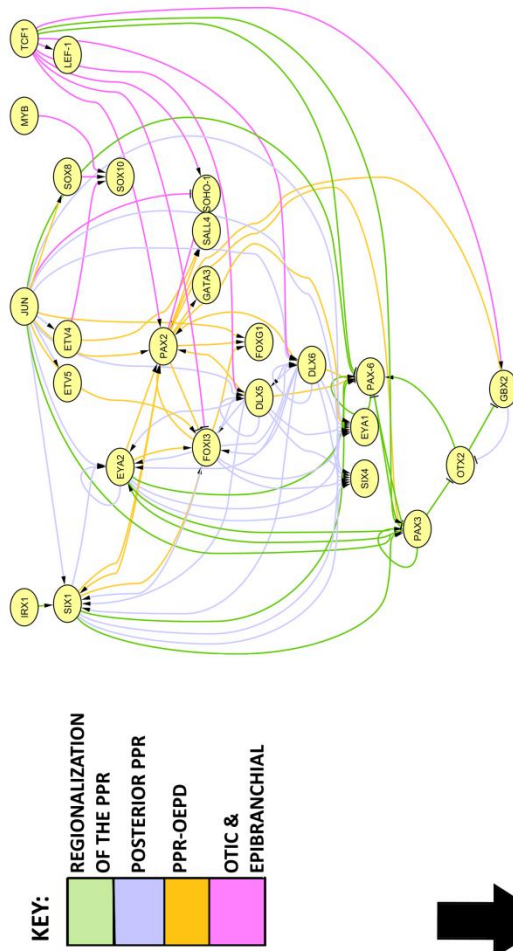 KEY:
REGIONALIZATION
OF THE PPR
POSTERIOR PPR
PPR-OEPD
OTIC &
EPIBRANCHIAL
IRX1
JUN
MYB
TCF1
SIX1
ETV5
ETV4
SOX8
LEF-1
EYA2
SOX10
PAX2
FOXI3
GATA3
SALL4
SOHO-1
FOXG1
DLX5
DLX6
SIX4
EYA1
PAX-6
PAX3
OTX2
GBX2